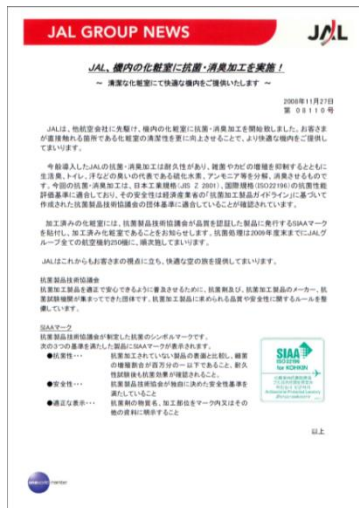 JAL GROUP NEWS
JAL
JAL、機内の化粧室に抗菌・消臭加工を実施！
～ 清潔な化粧室にて快適な機内をご提供いたします ～
2008年11月27日
第 08110 号
JALは、他航空会社に先駆け、機内の化粧室に抗菌・消臭加工を開始致しました。お客さま
が直接触れる箇所である化粧室の清潔性を更に向上させることで、より快適な機内をご提供し
てまいります。
今般導入したJALの抗菌・消臭加工は耐久性があり、雑菌やカビの増殖を抑制するとともに
生活臭、トイレ、汗などの臭いの代表である硫化水素、アンモニア等を分解、消臭させるもので
す。今回の抗菌・消臭加工は、日本工業規格(JIS Z 2801)、国際規格(ISO22196)の抗菌性能
評価基準に適合しており、その安全性は経済産業省の「抗菌加工製品ガイドライン」に基づいて
作成された抗菌製品技術協議会の団体基準に適合していることが確認されています。
加工済みの化粧室には、抗菌製品技術協議会が品質を認証した製品に発行するSIAAマーク
を貼付し、加工済み化粧室であることをお知らせします。抗菌処理は2009年度末までにJALグ
ループ全ての航空機約250機に、順次施してまいります。
JALはこれからもお客さまの視点に立ち、快適な空の旅を提供してまいります。
抗菌製品技術協議会
抗菌加工製品を適正で安心できるように普及させるために、抗菌剤及び、抗菌加工製品のメーカー、抗
菌試験機関が集まってできた団体です。抗菌加工製品に求められる品質や安全性に関するルールを整
備しています。
SIAAマーク
抗菌製品技術協議会が制定した抗菌のシンボルマークです。
次の3つの基準を満たした製品にSIAAマークが表示されます。
●抗菌性･･･ 抗菌加工されていない製品の表面と比較し、細菌
の増殖割合が百分の一以下であること、耐久
性試験後も抗菌効果が確認されること。
●安全性･･･ 抗菌製品技術協会が独自に決めた安全性基準を
満たしていること
●適正な表示･･･ 抗菌剤の物質名、加工部位をマーク内又はその
他の資料に明示すること
SIAA
ISO22196
for KOHKIN
以上
oneworld